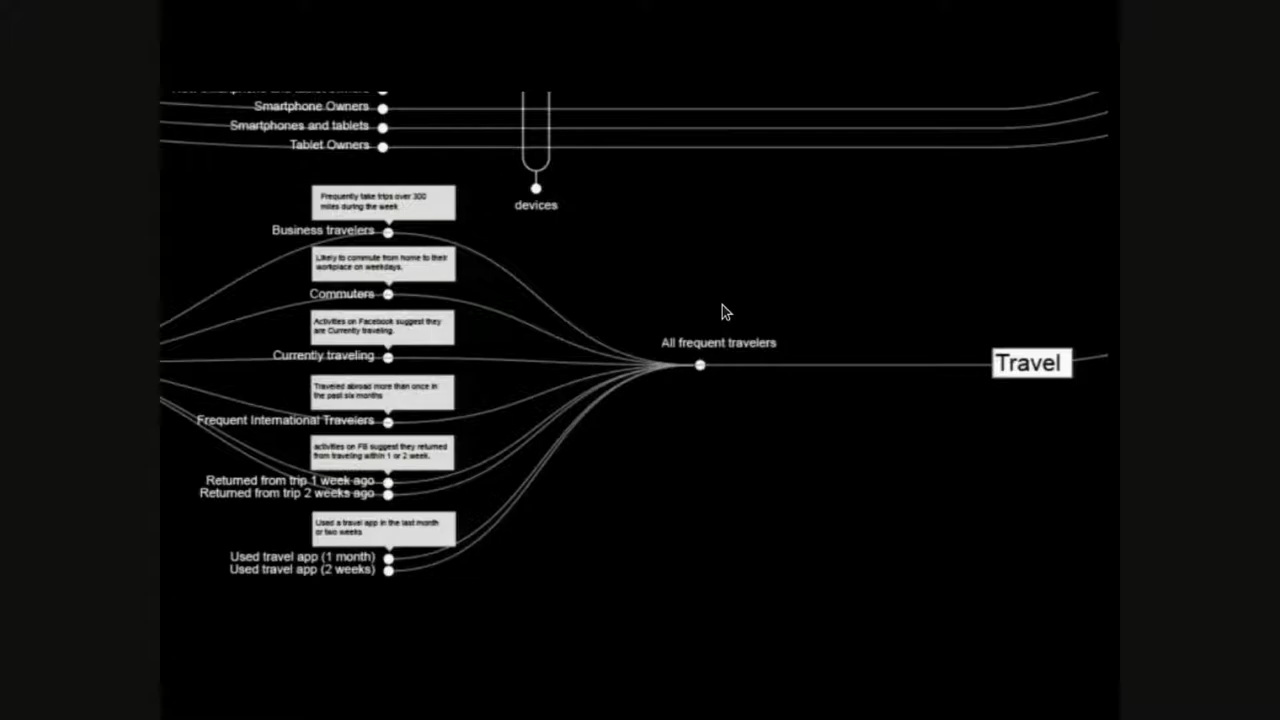 Smartphone Owners
Smartphones and tablets
Tablet Owners
devices
Frequently take trips over 300
miles during the week
Business travelers
Likely to commute from home to their
workplace on weekdays.
Commuters
Activities on Facebook suggest they
are Currently traveling.
Currently traveling
All frequent travelers
Travel
Traveled abroad more than once in
the past six months
Frequent International Travelers
activities on FB suggest they returned
from traveling within 1 or 2 week.
Returned from trip 1 week ago
Returned from trip 2 weeks ago
Used a travel app in the last month
or two weeks
Used travel app (1 month)
Used travel app (2 weeks)